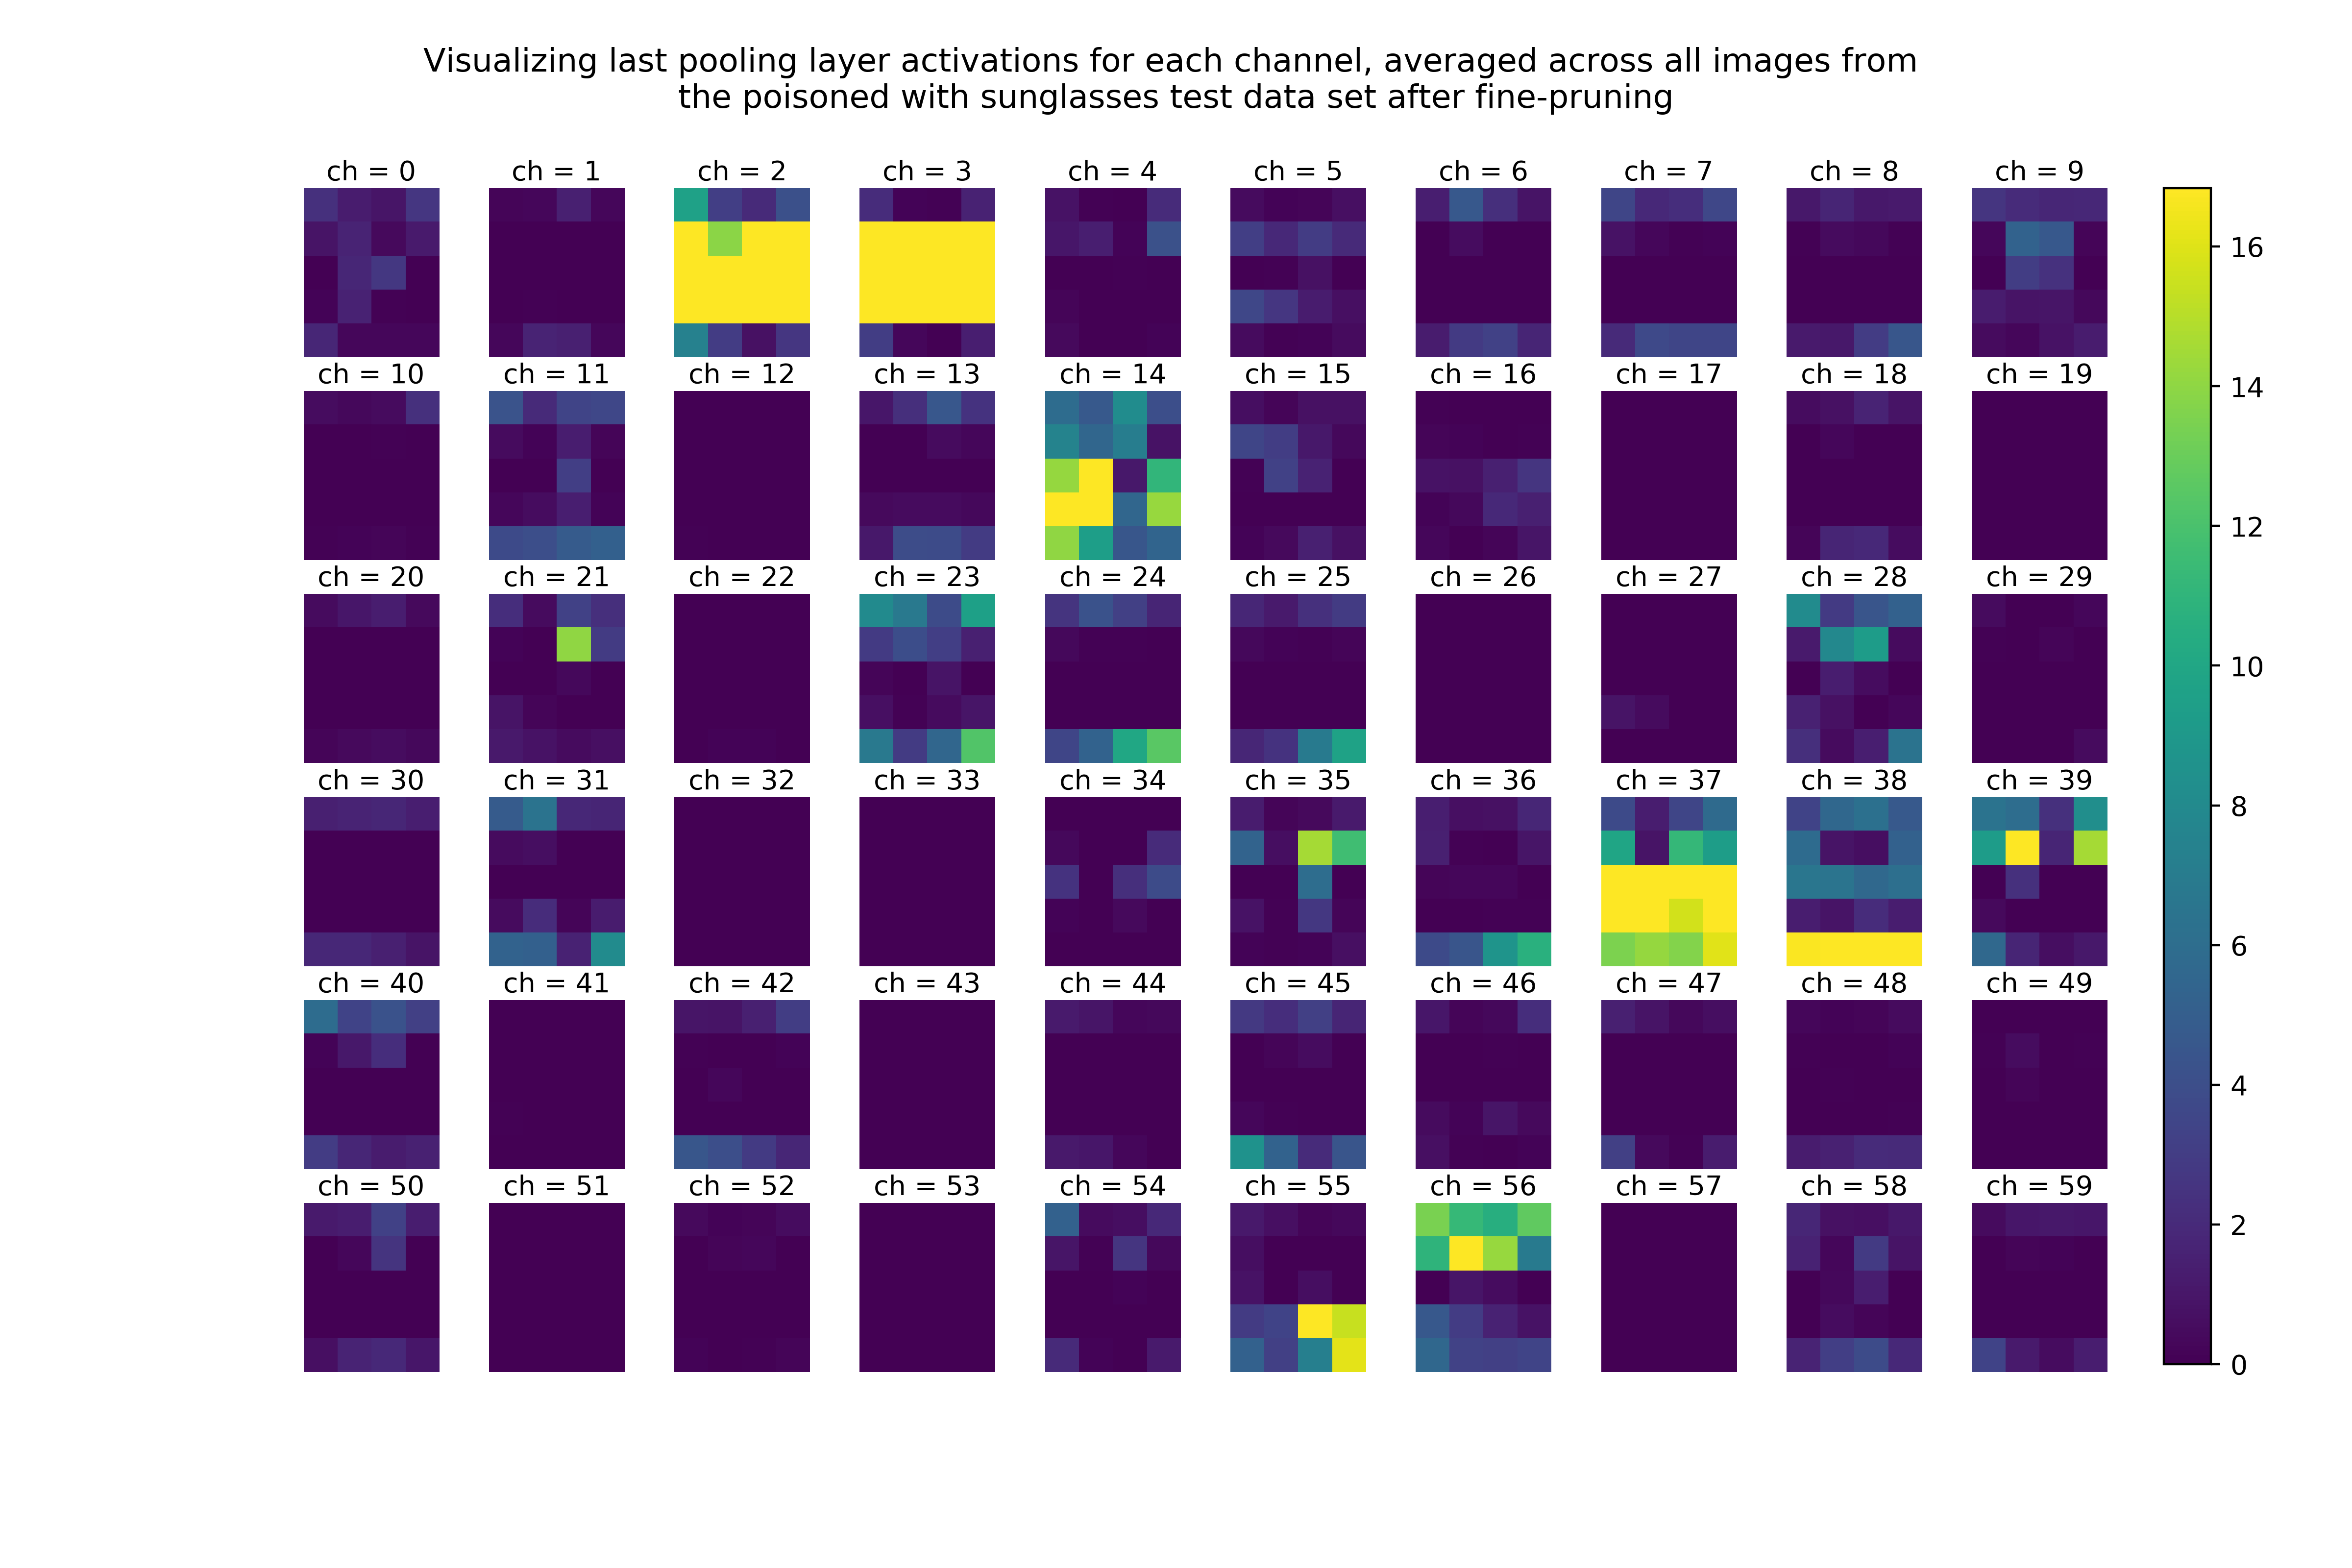 Visualizing last pooling layer activations for each channel, averaged across all images from
the poisoned with sunglasses test data set after fine-pruning
ch = 0 ch = 1 ch = 2 ch = 3 ch = 4 ch = 5 ch = 6 ch = 7 ch = 8 ch = 9
ch = 10 ch = 11 ch = 12 ch = 13 ch = 14 ch = 15 ch = 16 ch = 17 ch = 18 ch = 19
ch = 20 ch = 21 ch = 22 ch = 23 ch = 24 ch = 25 ch = 26 ch = 27 ch = 28 ch = 29
ch = 30 ch = 31 ch = 32 ch = 33 ch = 34 ch = 35 ch = 36 ch = 37 ch = 38 ch = 39
ch = 40 ch = 41 ch = 42 ch = 43 ch = 44 ch = 45 ch = 46 ch = 47 ch = 48 ch = 49
ch = 50 ch = 51 ch = 52 ch = 53 ch = 54 ch = 55 ch = 56 ch = 57 ch = 58 ch = 59
16
14
12
10
8
6
4
2
0